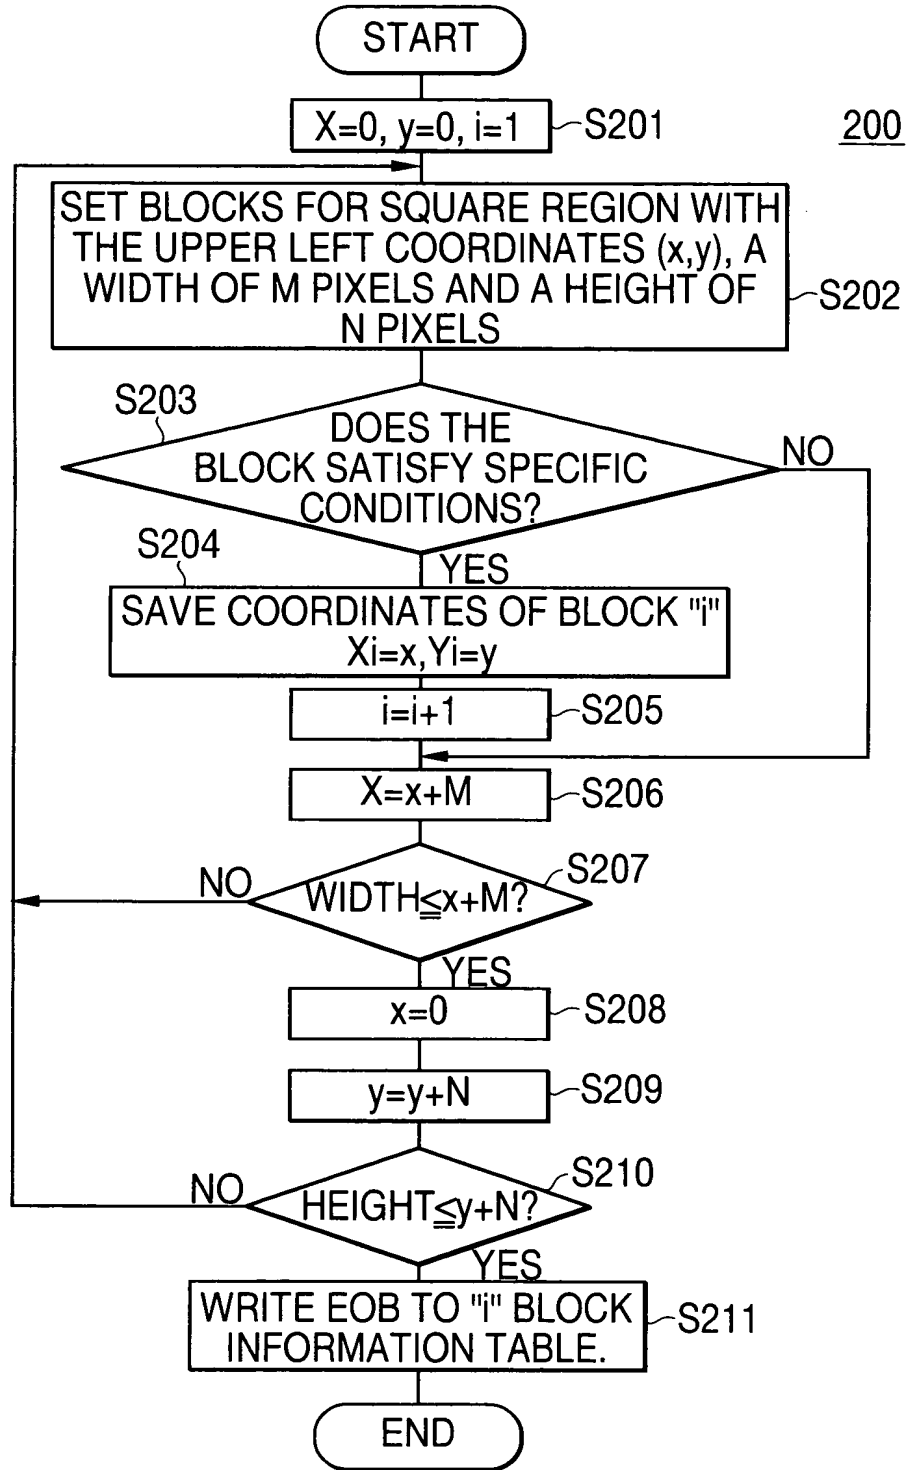 START
X=0, y=0, i=1
S201
200
SET BLOCKS FOR SQUARE REGION WITH
THE UPPER LEFT COORDINATES (x,y), A
WIDTH OF M PIXELS AND A HEIGHT OF
N PIXELS
S202
S203
DOES THE
BLOCK SATISFY SPECIFIC
CONDITIONS?
NO
S204
YES
SAVE COORDINATES OF BLOCK "i"
Xi=x,Yi=y
i=i+1
S205
X=x+M
S206
S207
NO
WIDTH≦x+M?
YES
x=0
S208
y=y+N
S209
S210
NO
HEIGHT≦y+N?
YES
WRITE EOB TO "i" BLOCK
INFORMATION TABLE.
S211
END